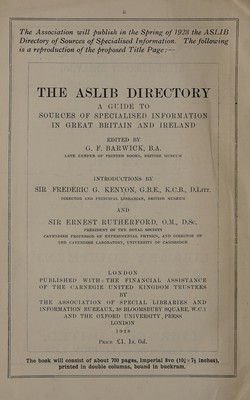 The Association will publish in the Spring of 1928 the ASLIB
Directory of Sources of Specialised Information. The following
is a reproduction of the proposed Title Page:—
THE ASLIB DIRECTORY
A GUIDE TO
SOURCES OF SPECIALISED INFORMATION
IN GREAT BRITAIN AND IRELAND
EDITED BY
G. F. BARWICK, B.A.
LATE KEEPER OF PRINTED BOOKS, BRITISH MUSEUM
INTRODUCTIONS BY
SIR FREDERIC G. KENYON, G.B.E., K.C.B., D.Litt.
DIRECTOR AND PRINCIPAL LIBRARIAN, BRITISH MUSEUM
AND
SIR ERNEST RUTHERFORD, O.M., D.Sc.
PRESIDENT OF THE ROYAL SOCIETY
CAVENDISH PROFESSOR OF EXPERIMENTAL PHYSICS, AND DIRECTOR OF
THE CAVENDISH LABORATORY, UNIVERSITY OF CAMBRIDGE
LONDON
PUBLISHED WITH THE FINANCIAL ASSISTANCE
OF THE CARNEGIE UNITED KINGDOM TRUSTEES
BY
THE ASSOCIATION OF SPECIAL LIBRARIES AND
INFORMATION BUREAUX, 38 BLOOMSBURY SQUARE, W.C.1
AND THE OXFORD UNIVERSITY PRESS
LONDON
1928
Price £1. 1s. 0d.
The book will consist of about 700 pages, Imperial 8vo (10½ × 7½ inches),
printed in double columns, bound in buckram.